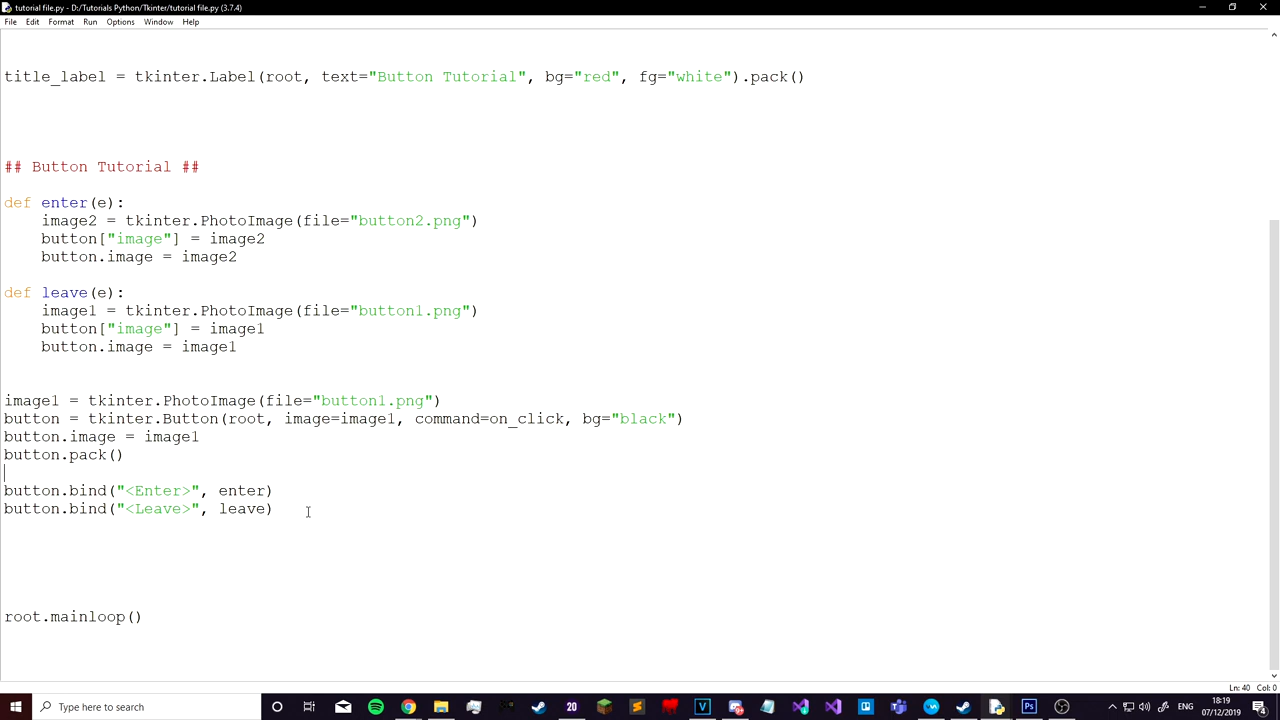 tutorial file.py - D:/Tutorials Python/Tkinter/tutorial file.py (3.7.4)
File Edit Format Run Options Window Help
title_label = tkinter.Label(root, text="Button Tutorial", bg="red", fg="white").pack()
## Button Tutorial ##
def enter(e):
    image2 = tkinter.PhotoImage(file="button2.png")
    button["image"] = image2
    button.image = image2
def leave(e):
    image1 = tkinter.PhotoImage(file="button1.png")
    button["image"] = image1
    button.image = image1
image1 = tkinter.PhotoImage(file="button1.png")
button = tkinter.Button(root, image=image1, command=on_click, bg="black")
button.image = image1
button.pack()
button.bind("<Enter>", enter)
button.bind("<Leave>", leave)
root.mainloop()
Ln: 40 Col: 0
Type here to search
20
ENG
18:19
07/12/2019